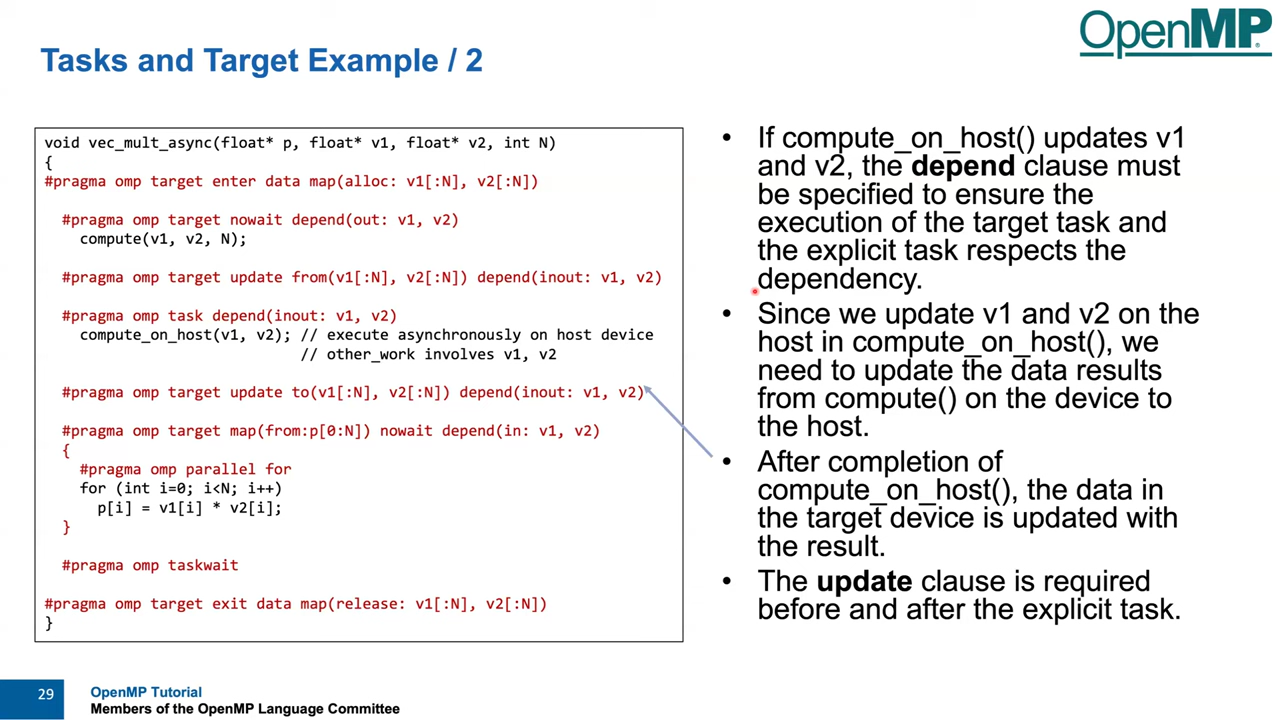 OpenMP®
Tasks and Target Example / 2
void vec_mult_async(float* p, float* v1, float* v2, int N)
{
#pragma omp target enter data map(alloc: v1[:N], v2[:N])
#pragma omp target nowait depend(out: v1, v2)
compute(v1, v2, N);
#pragma omp target update from(v1[:N], v2[:N]) depend(inout: v1, v2)
#pragma omp task depend(inout: v1, v2)
compute_on_host(v1, v2); // execute asynchronously on host device
// other_work involves v1, v2
#pragma omp target update to(v1[:N], v2[:N]) depend(inout: v1, v2)
#pragma omp target map(from:p[0:N]) nowait depend(in: v1, v2)
{
#pragma omp parallel for
for (int i=0; i<N; i++)
p[i] = v1[i] * v2[i];
}
#pragma omp taskwait
#pragma omp target exit data map(release: v1[:N], v2[:N])
}
• If compute_on_host() updates v1
and v2, the depend clause must
be specified to ensure the
execution of the target task and
the explicit task respects the
dependency.
• Since we update v1 and v2 on the
host in compute_on_host(), we
need to update the data results
from compute() on the device to
the host.
• After completion of
compute_on_host(), the data in
the target device is updated with
the result.
• The update clause is required
before and after the explicit task.
29
OpenMP Tutorial
Members of the OpenMP Language Committee